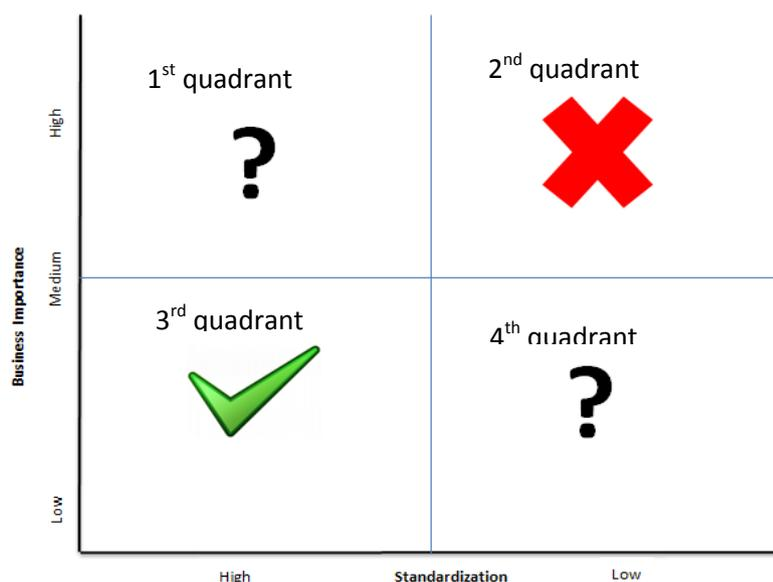 1st quadrant
2nd quadrant
?
High
Medium
Business Importance
3rd quadrant
4th quadrant
?
Low
High
Standardization
Low